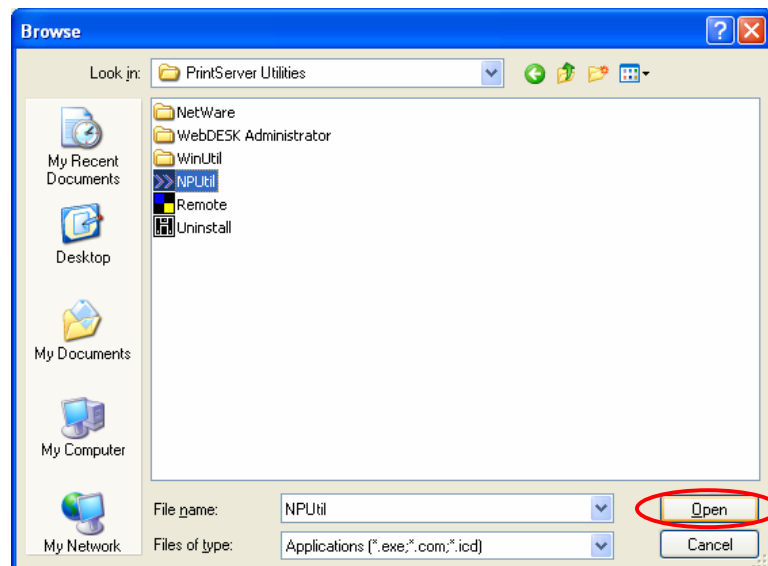 Browse
Look in: PrintServer Utilities
My Recent
Documents
Desktop
My Documents
My Computer
My Network
NetWare
WebDESK Administrator
WinUtil
NPUtil
Remote
Uninstall
File name: NPUtil Open
Files of type: Applications (*.exe;*.com;*.icd) Cancel